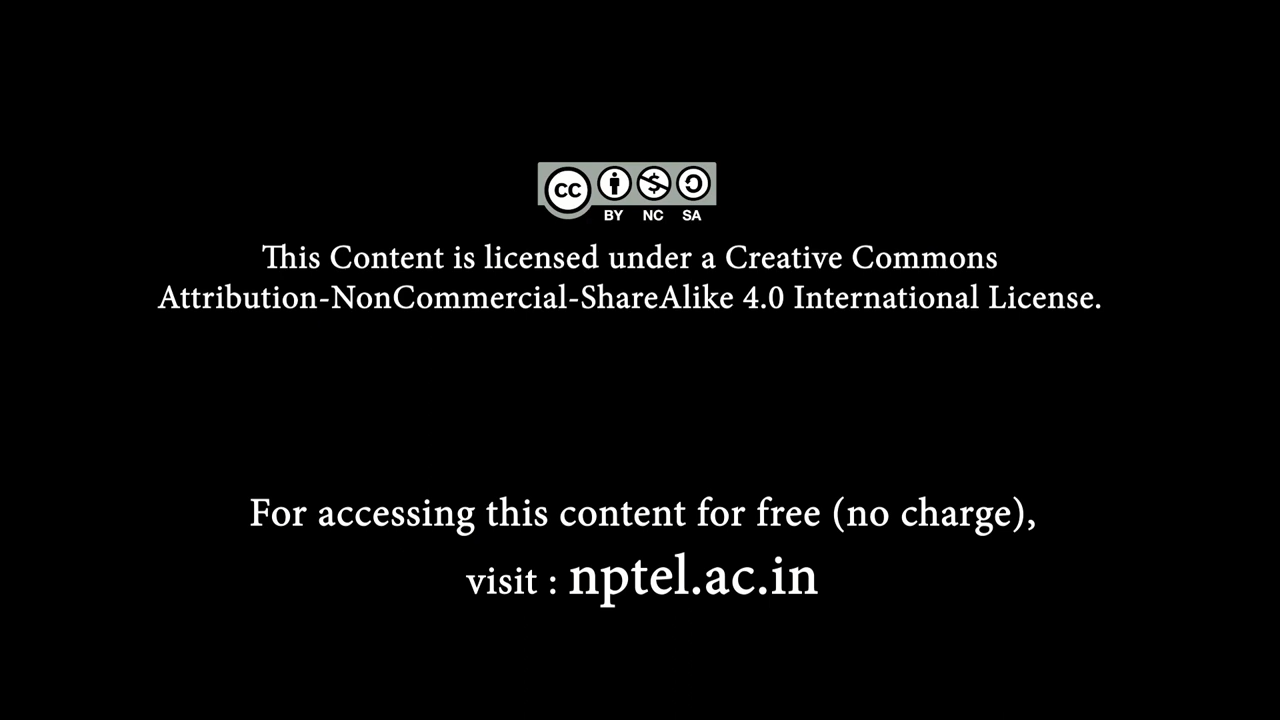 cc
BY NC SA
This Content is licensed under a Creative Commons
Attribution-NonCommercial-ShareAlike 4.0 International License.
For accessing this content for free (no charge),
visit : nptel.ac.in